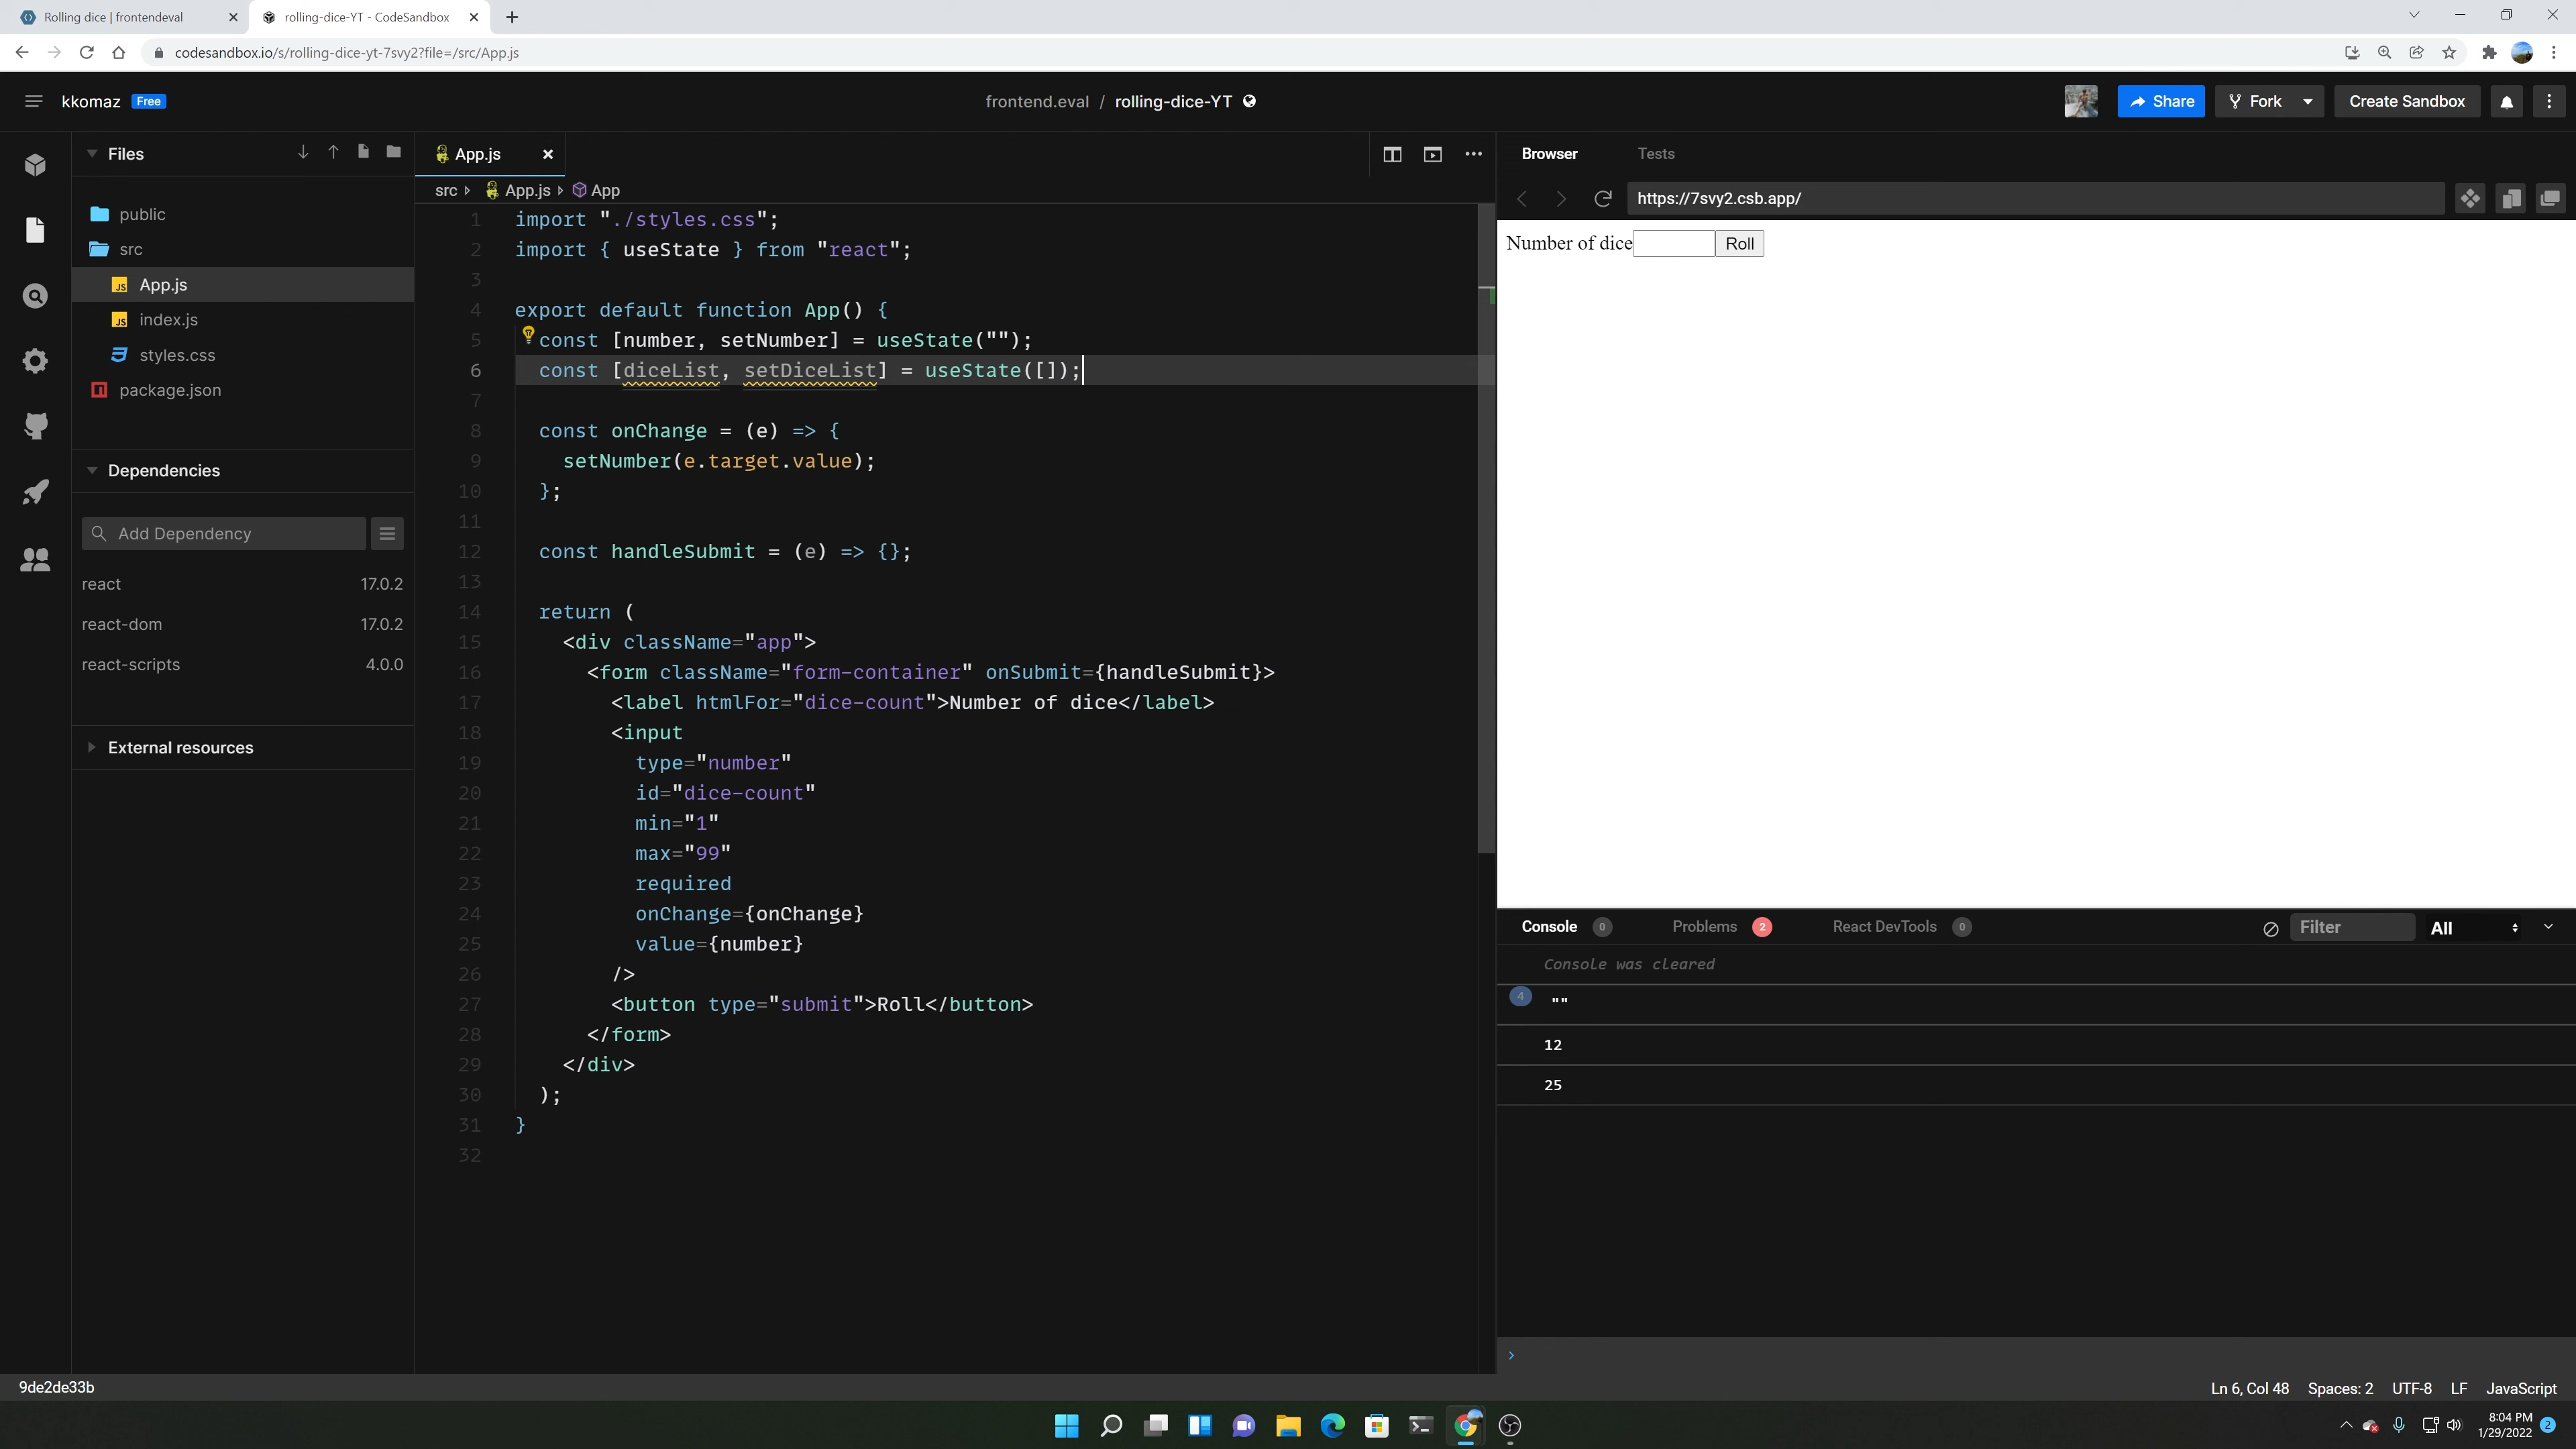 Rolling dice | frontendeval
rolling-dice-YT - CodeSandbox
codesandbox.io/s/rolling-dice-yt-7svy2?file=/src/App.js
kkomaz Free
frontend.eval / rolling-dice-YT
Share
Fork
Create Sandbox
Files
public
src
App.js
index.js
styles.css
package.json
Dependencies
Add Dependency
react 17.0.2
react-dom 17.0.2
react-scripts 4.0.0
External resources
App.js
src App.js App
1 import "./styles.css";
2 import { useState } from "react";
3
4 export default function App() {
5 const [number, setNumber] = useState("");
6 const [diceList, setDiceList] = useState([]);
7
8 const onChange = (e) => {
9 setNumber(e.target.value);
10 };
11
12 const handleSubmit = (e) => {};
13
14 return (
15 <div className="app">
16 <form className="form-container" onSubmit={handleSubmit}>
17 <label htmlFor="dice-count">Number of dice</label>
18 <input
19 type="number"
20 id="dice-count"
21 min="1"
22 max="99"
23 required
24 onChange={onChange}
25 value={number}
26 />
27 <button type="submit">Roll</button>
28 </form>
29 </div>
30 );
31 }
32
Browser Tests
https://7svy2.csb.app/
Number of dice Roll
Console 0 Problems 2 React DevTools 0 Filter All
Console was cleared
4 ""
12
25
9de2de33b
Ln 6, Col 48 Spaces: 2 UTF-8 LF JavaScript
8:04 PM
1/29/2022
2